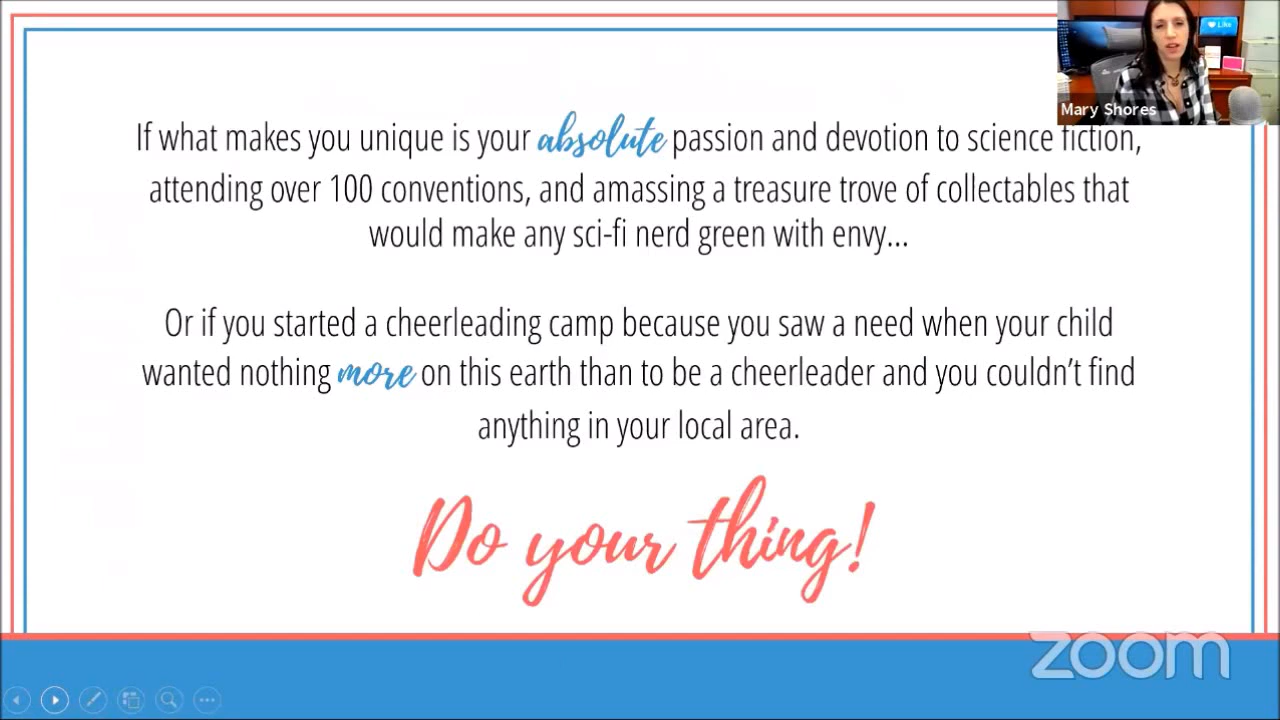 Like
Mary Shores
If what makes you unique is your absolute passion and devotion to science fiction,
attending over 100 conventions, and amassing a treasure trove of collectables that
would make any sci-fi nerd green with envy...
Or if you started a cheerleading camp because you saw a need when your child
wanted nothing more on this earth than to be a cheerleader and you couldn't find
anything in your local area.
Do your thing!
zoom